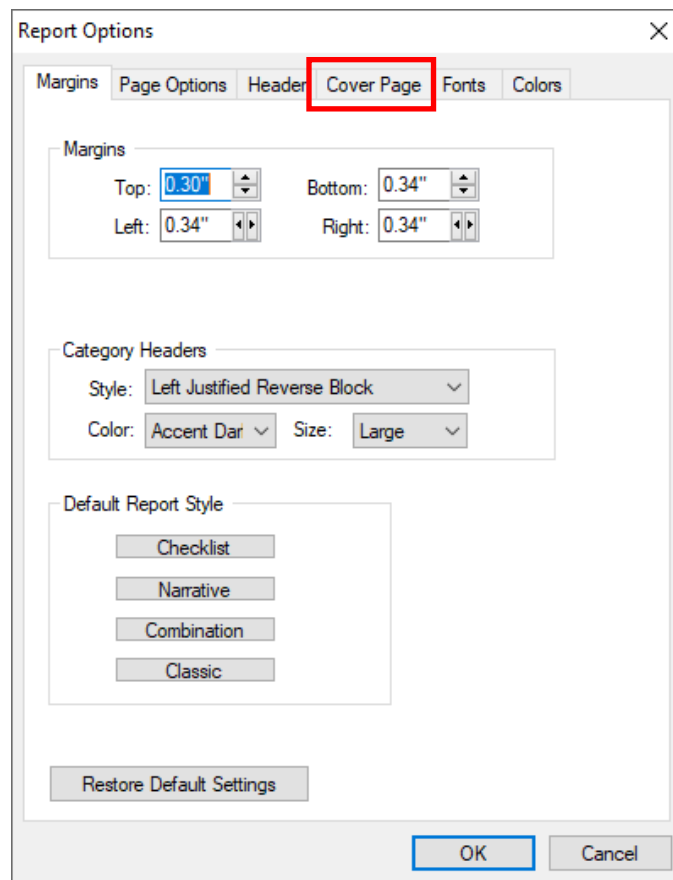 Report Options
Margins Page Options Header Cover Page Fonts Colors
Margins
Top: 0.30" Bottom: 0.34"
Left: 0.34" Right: 0.34"
Category Headers
Style: Left Justified Reverse Block
Color: Accent Dar Size: Large
Default Report Style
Checklist
Narrative
Combination
Classic
Restore Default Settings
OK Cancel